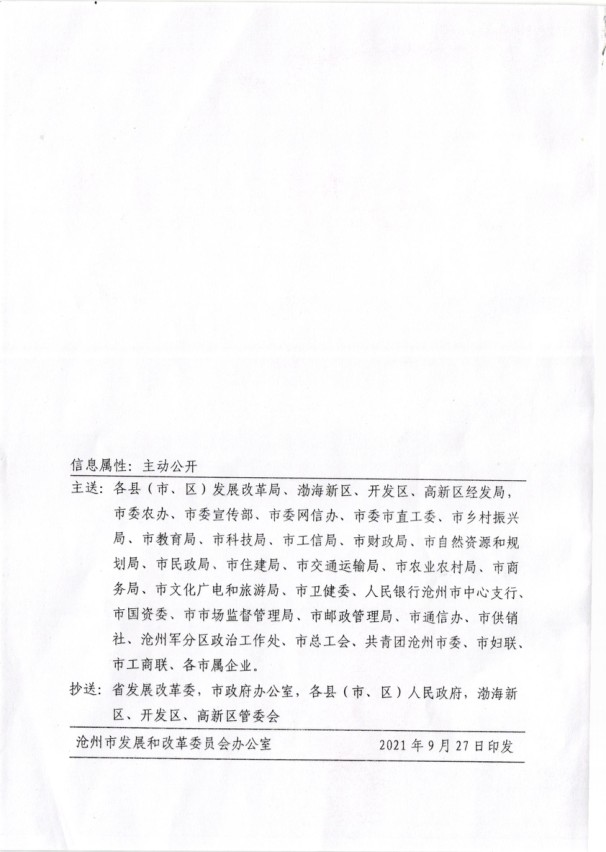 信息属性：主动公开
主送：各县（市、区）发展改革局、渤海新区、开发区、高新区经发局，
市委农办、市委宣传部、市委网信办、市委市直工委、市乡村振兴
局、市教育局、市科技局、市工信局、市财政局、市自然资源和规
划局、市民政局、市住建局、市交通运输局、市农业农村局、市商
务局、市文化广电和旅游局、市卫健委、人民银行沧州市中心支行、
市国资委、市市场监督管理局、市邮政管理局、市通信办、市供销
社、沧州军分区政治工作处、市总工会、共青团沧州市委、市妇联、
市工商联、各市属企业。
抄送：省发展改革委，市政府办公室，各县（市、区）人民政府，渤海新
区、开发区、高新区管委会
沧州市发展和改革委员会办公室 2021年9月27日印发